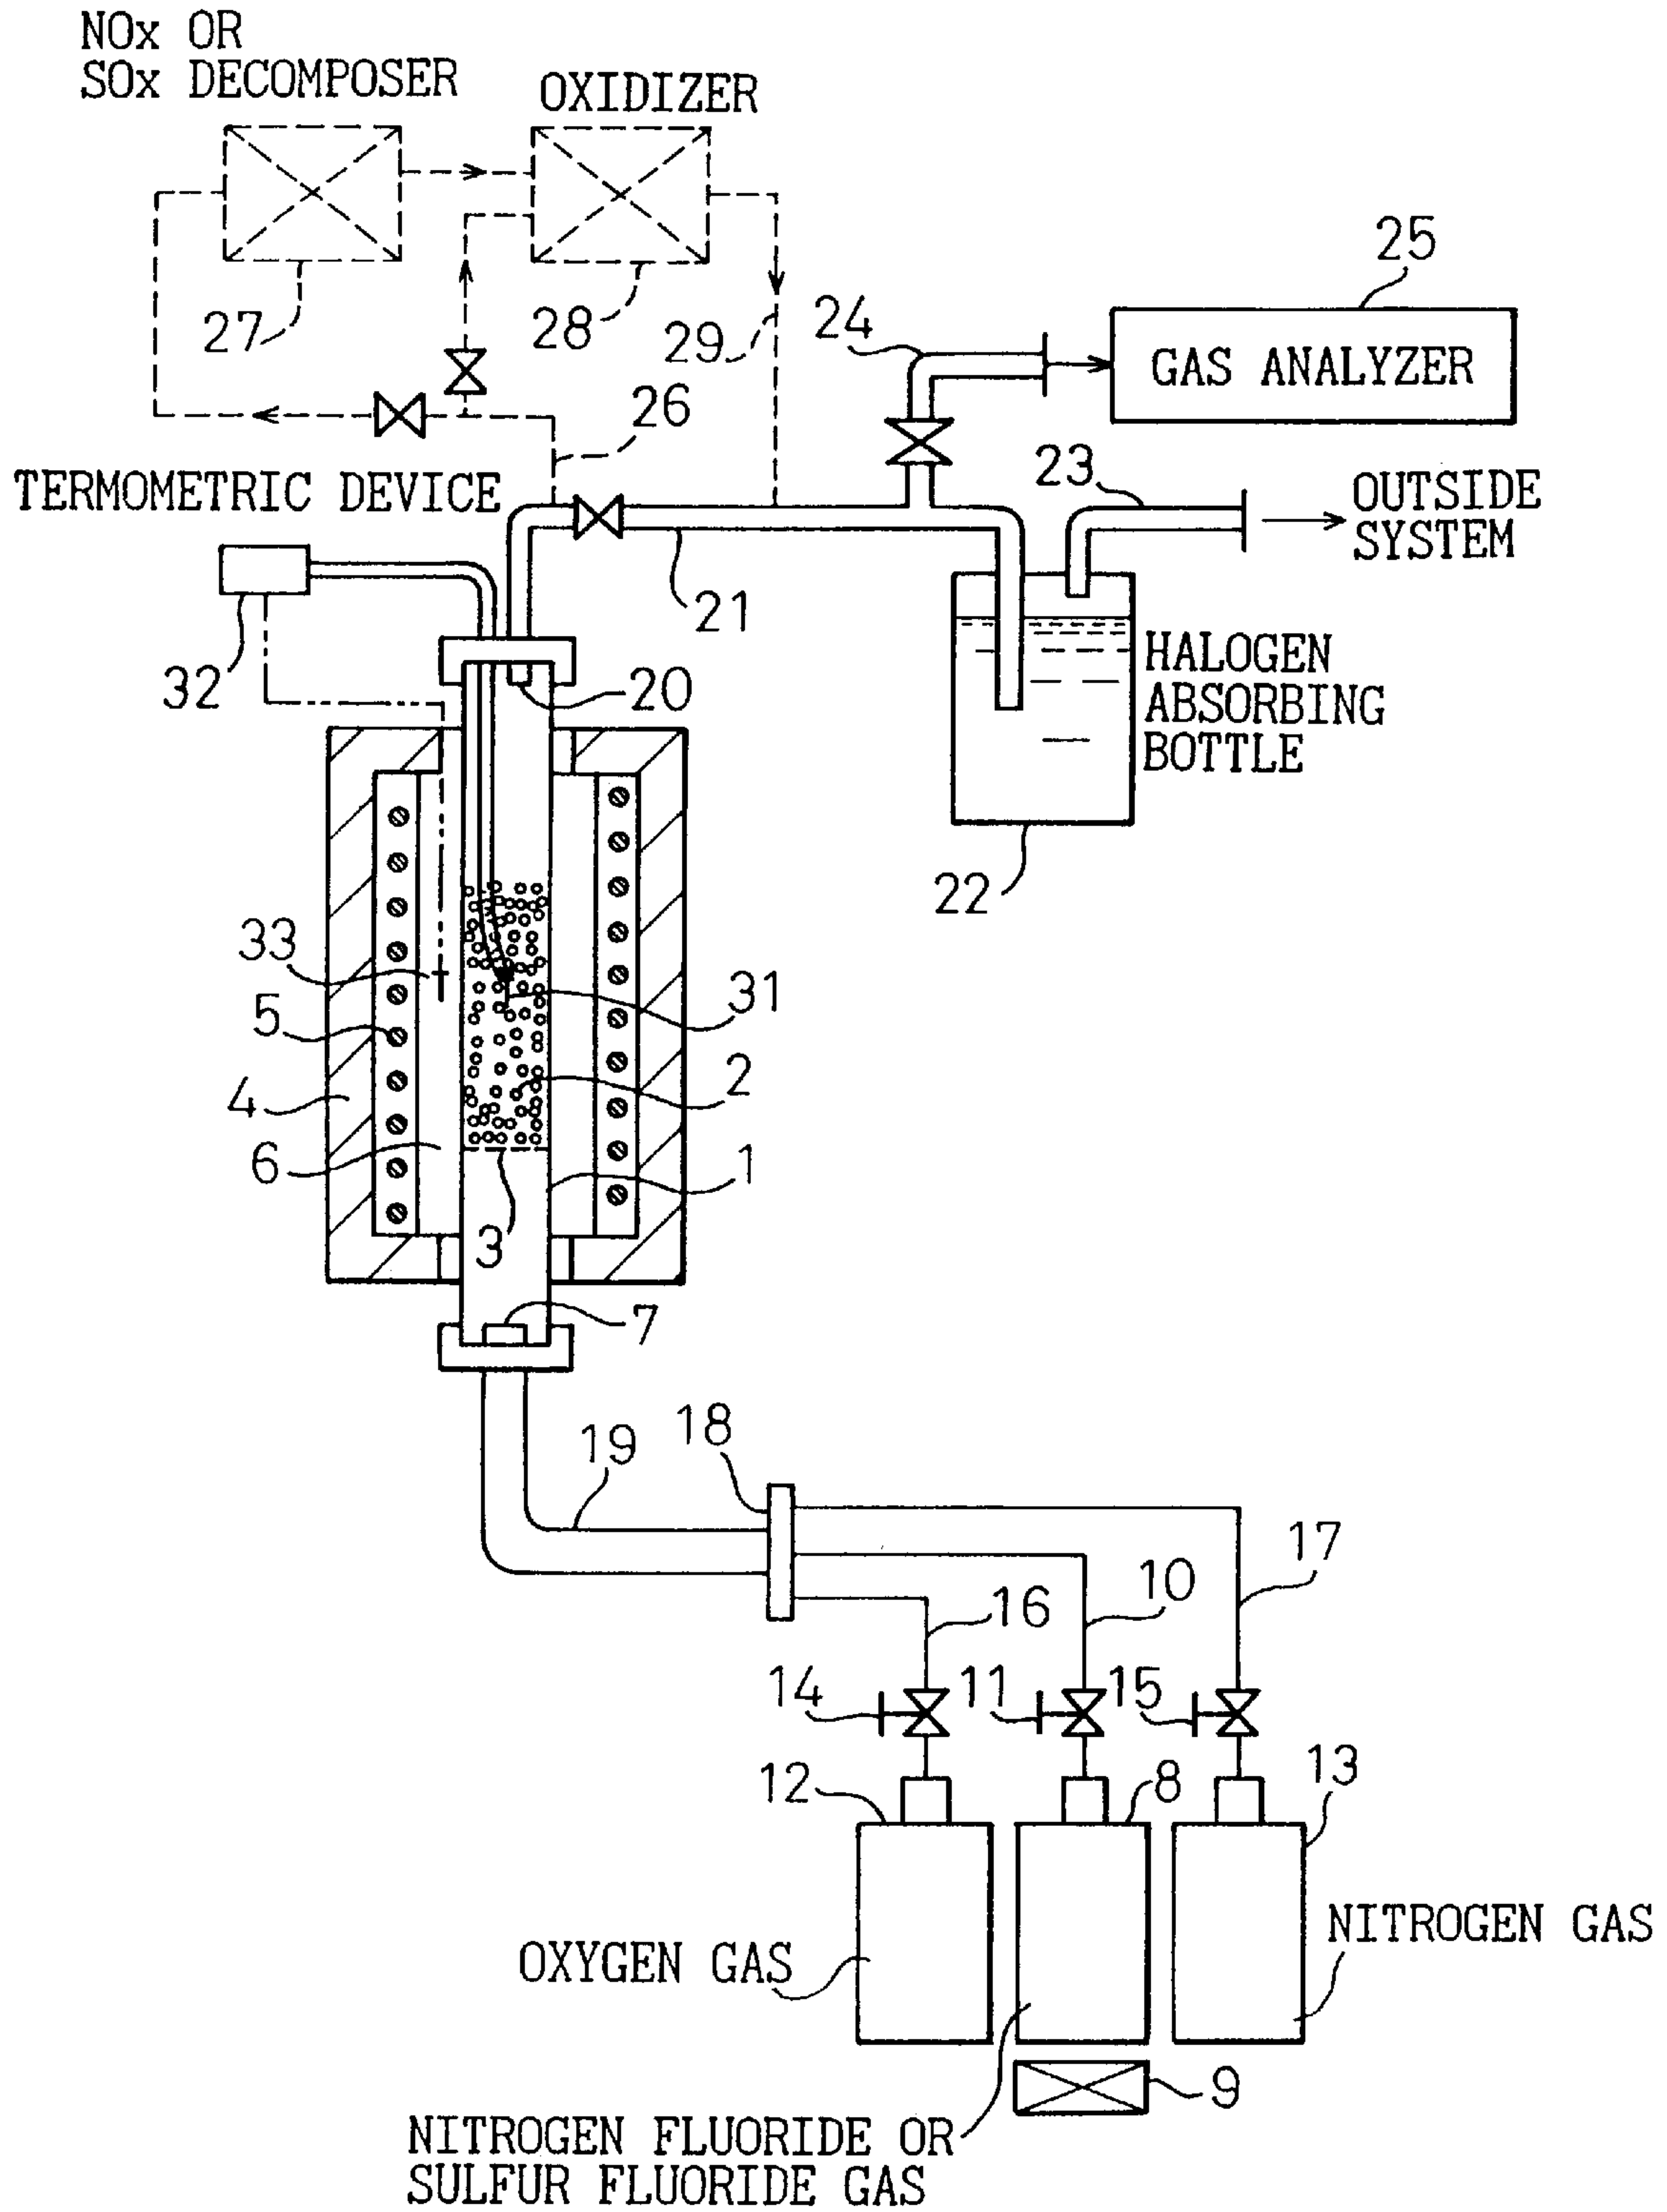 NOx OR
SOx DECOMPOSER
OXIDIZER
27
28
29
24
25
GAS ANALYZER
26
23
OUTSIDE
SYSTEM
TERMOMETRIC DEVICE
21
32
20
HALOGEN
ABSORBING
BOTTLE
22
33
31
5
2
4
6
1
3
7
18
19
17
10
16
14
11
15
12
8
13
OXYGEN GAS
NITROGEN GAS
9
NITROGEN FLUORIDE OR
SULFUR FLUORIDE GAS